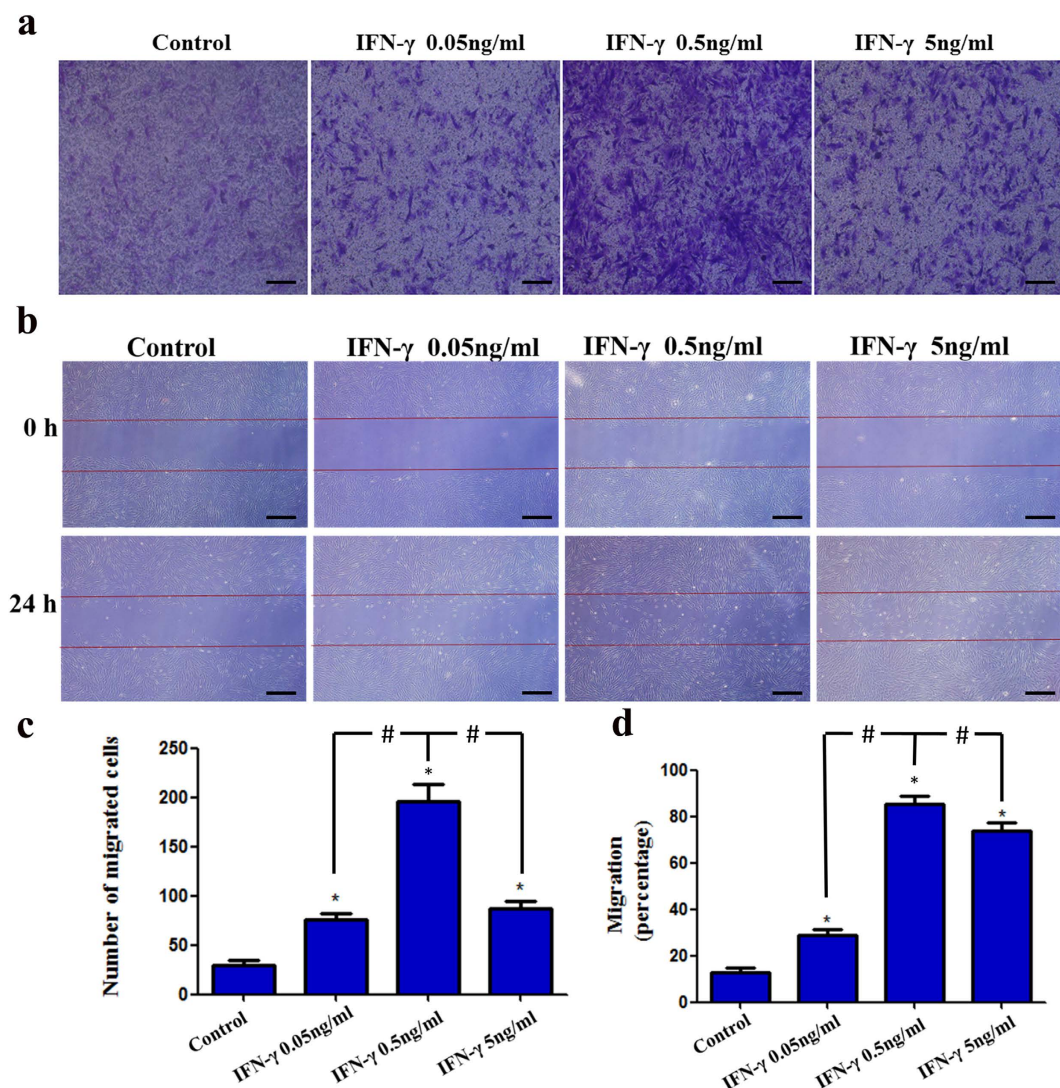 a
Control IFN-γ 0.05ng/ml IFN-γ 0.5ng/ml IFN-γ 5ng/ml
b
Control IFN-γ 0.05ng/ml IFN-γ 0.5ng/ml IFN-γ 5ng/ml
0 h
24 h
c
# #
Number of migrated cells
250
200
150
100
50
0
* * *
Control IFN-γ 0.05ng/ml IFN-γ 0.5ng/ml IFN-γ 5ng/ml
d
# #
Migration
(percentage)
100
80
60
40
20
0
* * *
Control IFN-γ 0.05ng/ml IFN-γ 0.5ng/ml IFN-γ 5ng/ml